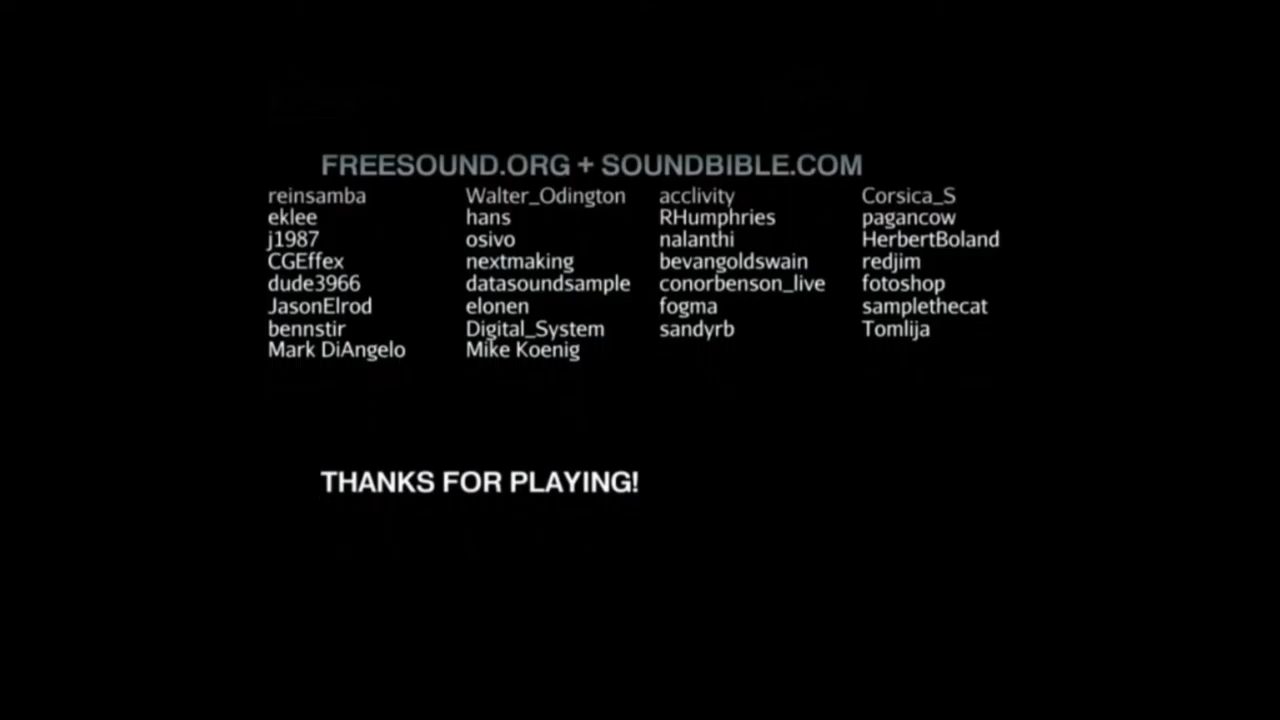 FREESOUND.ORG + SOUNDBIBLE.COM
reinsamba Walter_Odington acclivity Corsica_S
eklee hans RHumphries pagancow
j1987 osivo nalanthi HerbertBoland
CGEffex nextmaking bevangoldswain redjim
dude3966 datasoundsample conorbenson_live fotoshop
JasonElrod elonen fogma samplethecat
bennstir Digital_System sandyrb Tomlija
Mark DiAngelo Mike Koenig
THANKS FOR PLAYING!